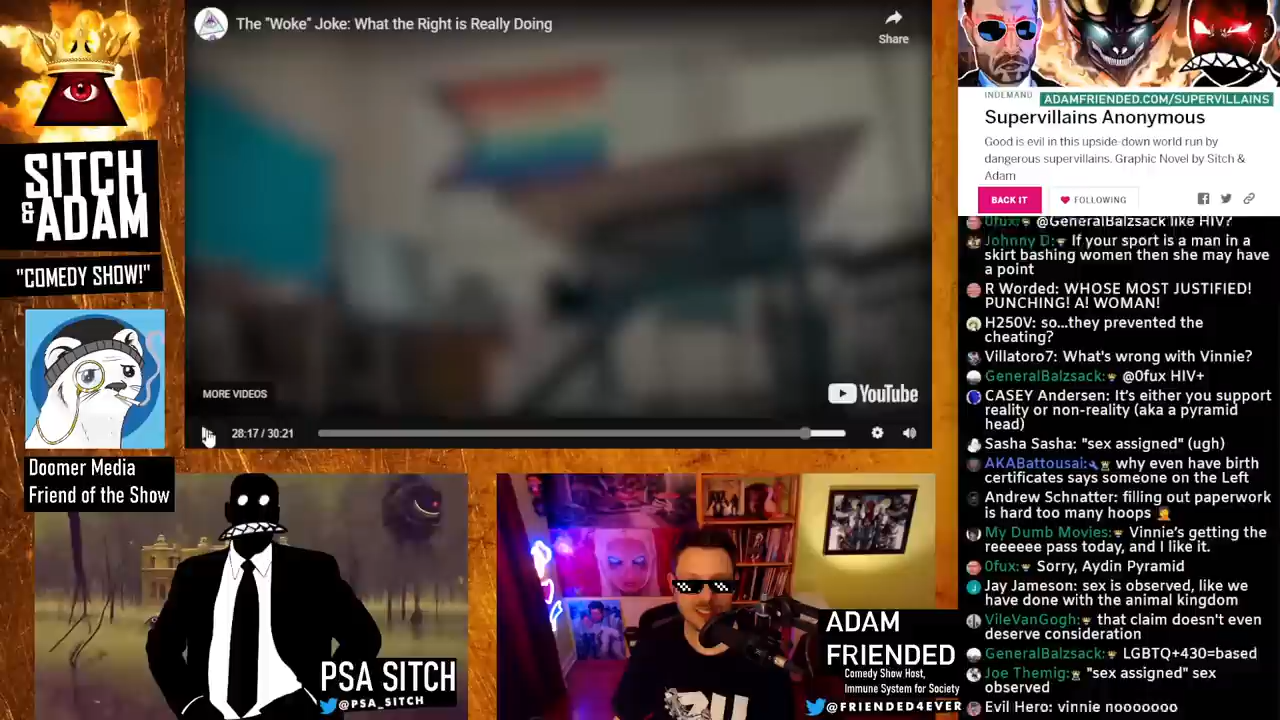 The "Woke" Joke: What the Right is Really Doing
Share
MORE VIDEOS
YouTube
28:17 / 30:21
SITCH
& ADAM
"COMEDY SHOW!"
Doomer Media
Friend of the Show
PSA SITCH
@PSA_SITCH
ADAM
FRIENDED
Comedy Show Host,
Immune System for Society
@FRIENDED4EVER
INDEMAND
ADAMFRIENDED.COM/SUPERVILLAINS
Supervillains Anonymous
Good is evil in this upside-down world run by
dangerous supervillains. Graphic Novel by Sitch &
Adam
BACK IT
FOLLOWING
0fux: @GeneralBalzsack like HIV?
Johnny D: If your sport is a man in a
skirt bashing women then she may have
a point
R Worded: WHOSE MOST JUSTIFIED!
PUNCHING! A! WOMAN!
H250V: so...they prevented the
cheating?
Villatoro7: What's wrong with Vinnie?
GeneralBalzsack: @0fux HIV+
CASEY Andersen: It's either you support
reality or non-reality (aka a pyramid
head)
Sasha Sasha: "sex assigned" (ugh)
AKABattousai: why even have birth
certificates says someone on the Left
Andrew Schnatter: filling out paperwork
is hard too many hoops
My Dumb Movies: Vinnie's getting the
reeeeee pass today, and I like it.
0fux: Sorry, Aydin Pyramid
Jay Jameson: sex is observed, like we
have done with the animal kingdom
VileVanGogh: that claim doesn't even
deserve consideration
GeneralBalzsack: LGBTQ+430=based
Joe Themig: "sex assigned" sex
observed
Evil Hero: vinnie nooooooo